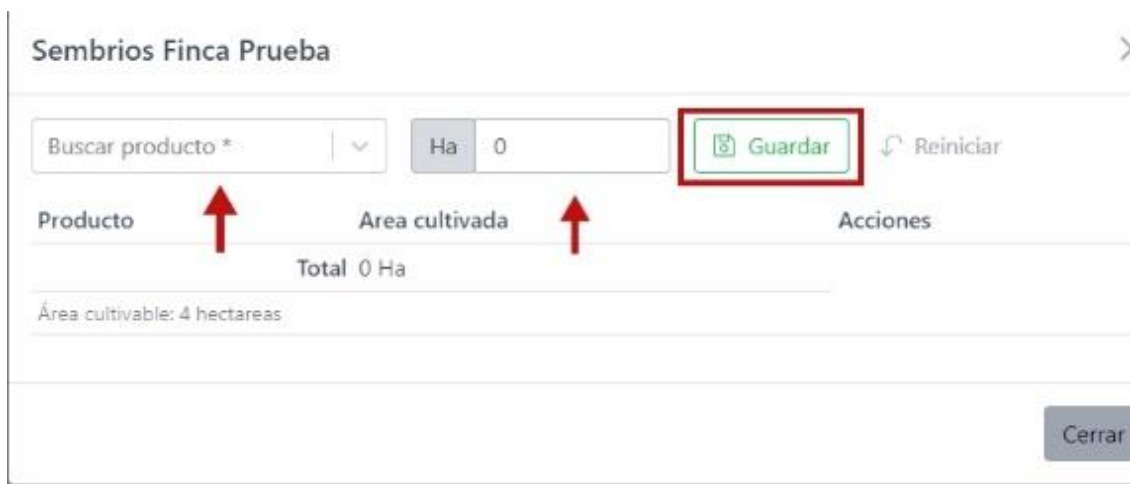 Sembrios Finca Prueba
Buscar producto * Ha 0 Guardar Reiniciar
Producto Area cultivada Acciones
Total 0 Ha
Área cultivable: 4 hectareas
Cerrar